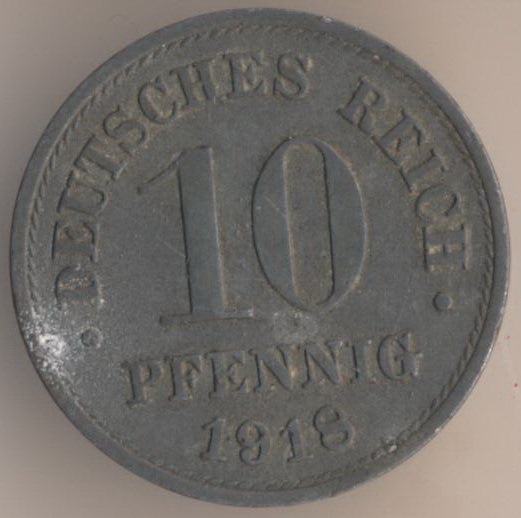 · DEUTSCHES REICH ·
10
PFENNIG
1918